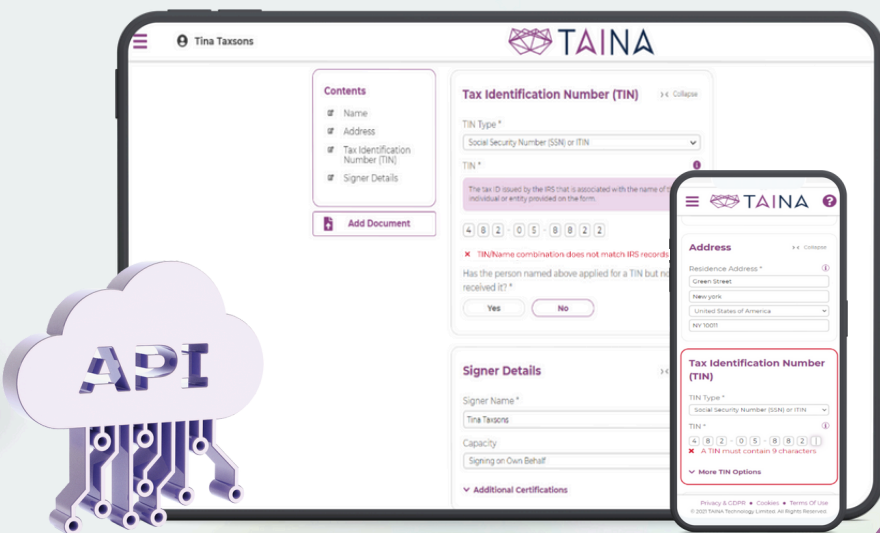 Tina Taxsons
TAINA
Contents
Name
Address
Tax Identification
Number (TIN)
Signer Details
Add Document
Tax Identification Number (TIN)
Collapse
TIN Type *
Social Security Number (SSN) or ITIN
TIN *
The tax ID issued by the IRS that is associated with the name of
individual or entity provided on the form.
4 8 2 - 0 5 - 8 8 2 2
TIN/Name combination does not match IRS records
Has the person named above applied for a TIN but
received it? *
Yes
No
Signer Details
Signer Name *
Tina Taxsons
Capacity
Signing on Own Behalf
Additional Certifications
API
TAINA
?
Address
Collapse
Residence Address *
Green Street
New york
United States of America
NY 10011
Tax Identification Number
(TIN)
TIN Type *
Social Security Number (SSN) or ITIN
TIN *
4 8 2 - 0 5 - 8 8 2
A TIN must contain 9 characters
More TIN Options
Privacy & GDPR • Cookies • Terms Of Use
© 2021 TAINA Technology Limited. All Rights Reserved